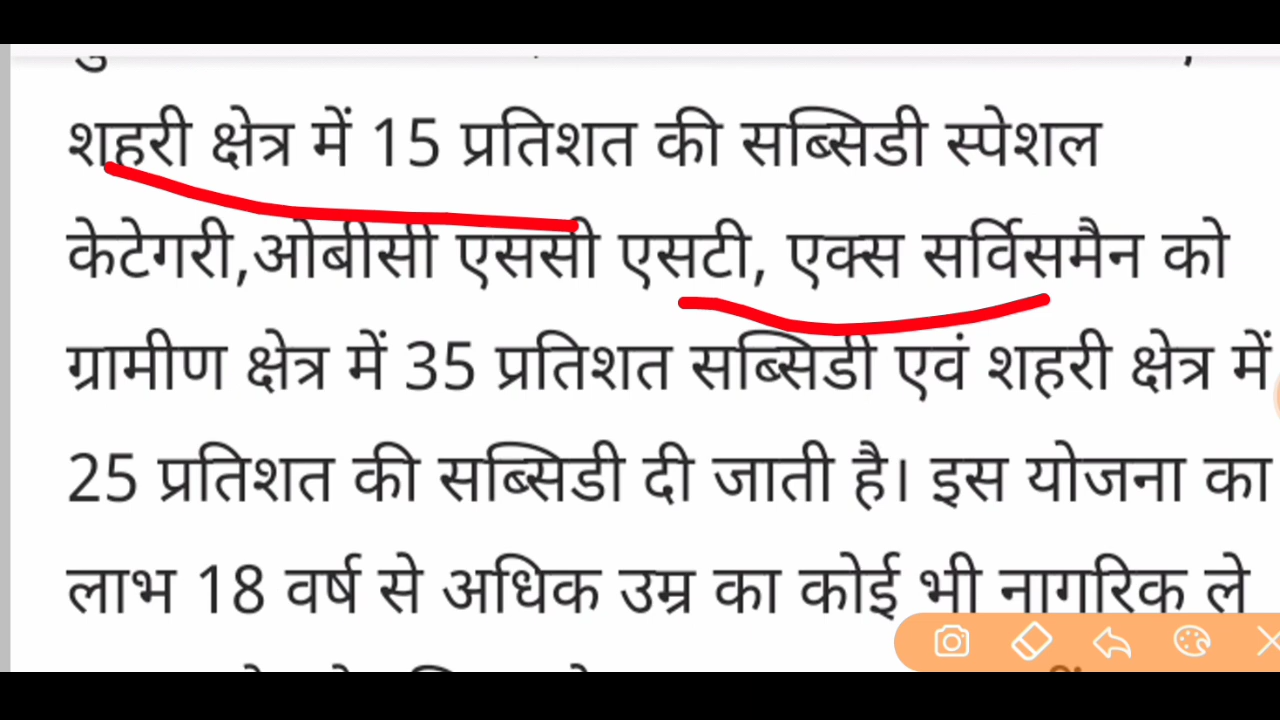 शहरी क्षेत्र में 15 प्रतिशत की सब्सिडी स्पेशल
केटेगरी,ओबीसी एससी एसटी, एक्स सर्विसमैन को
ग्रामीण क्षेत्र में 35 प्रतिशत सब्सिडी एवं शहरी क्षेत्र में
25 प्रतिशत की सब्सिडी दी जाती है। इस योजना का
लाभ 18 वर्ष से अधिक उम्र का कोई भी नागरिक ले